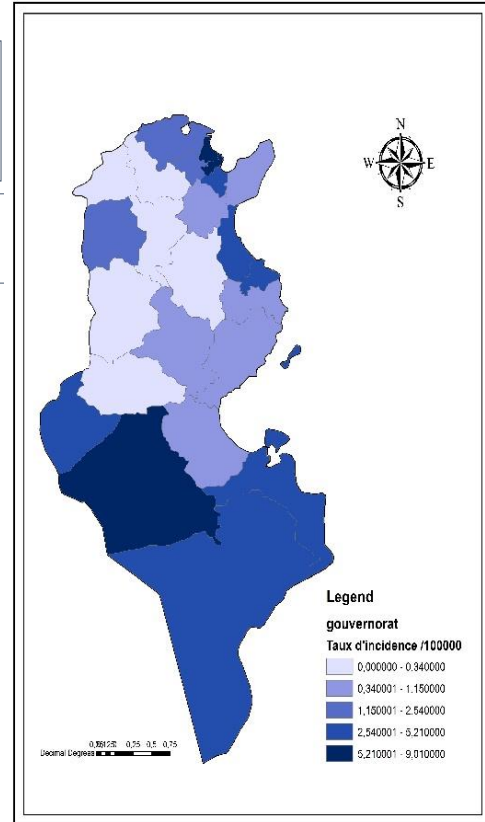 N
W E
S
Legend
gouvernorat
Taux d'incidence /100000
0,000000 - 0.340000
0,340001 - 1.150000
1,150001 - 2.540000
2,540001 - 5,210000
5,210001 - 9,010000
0,25 0,5 0,75
Decimal Degrees